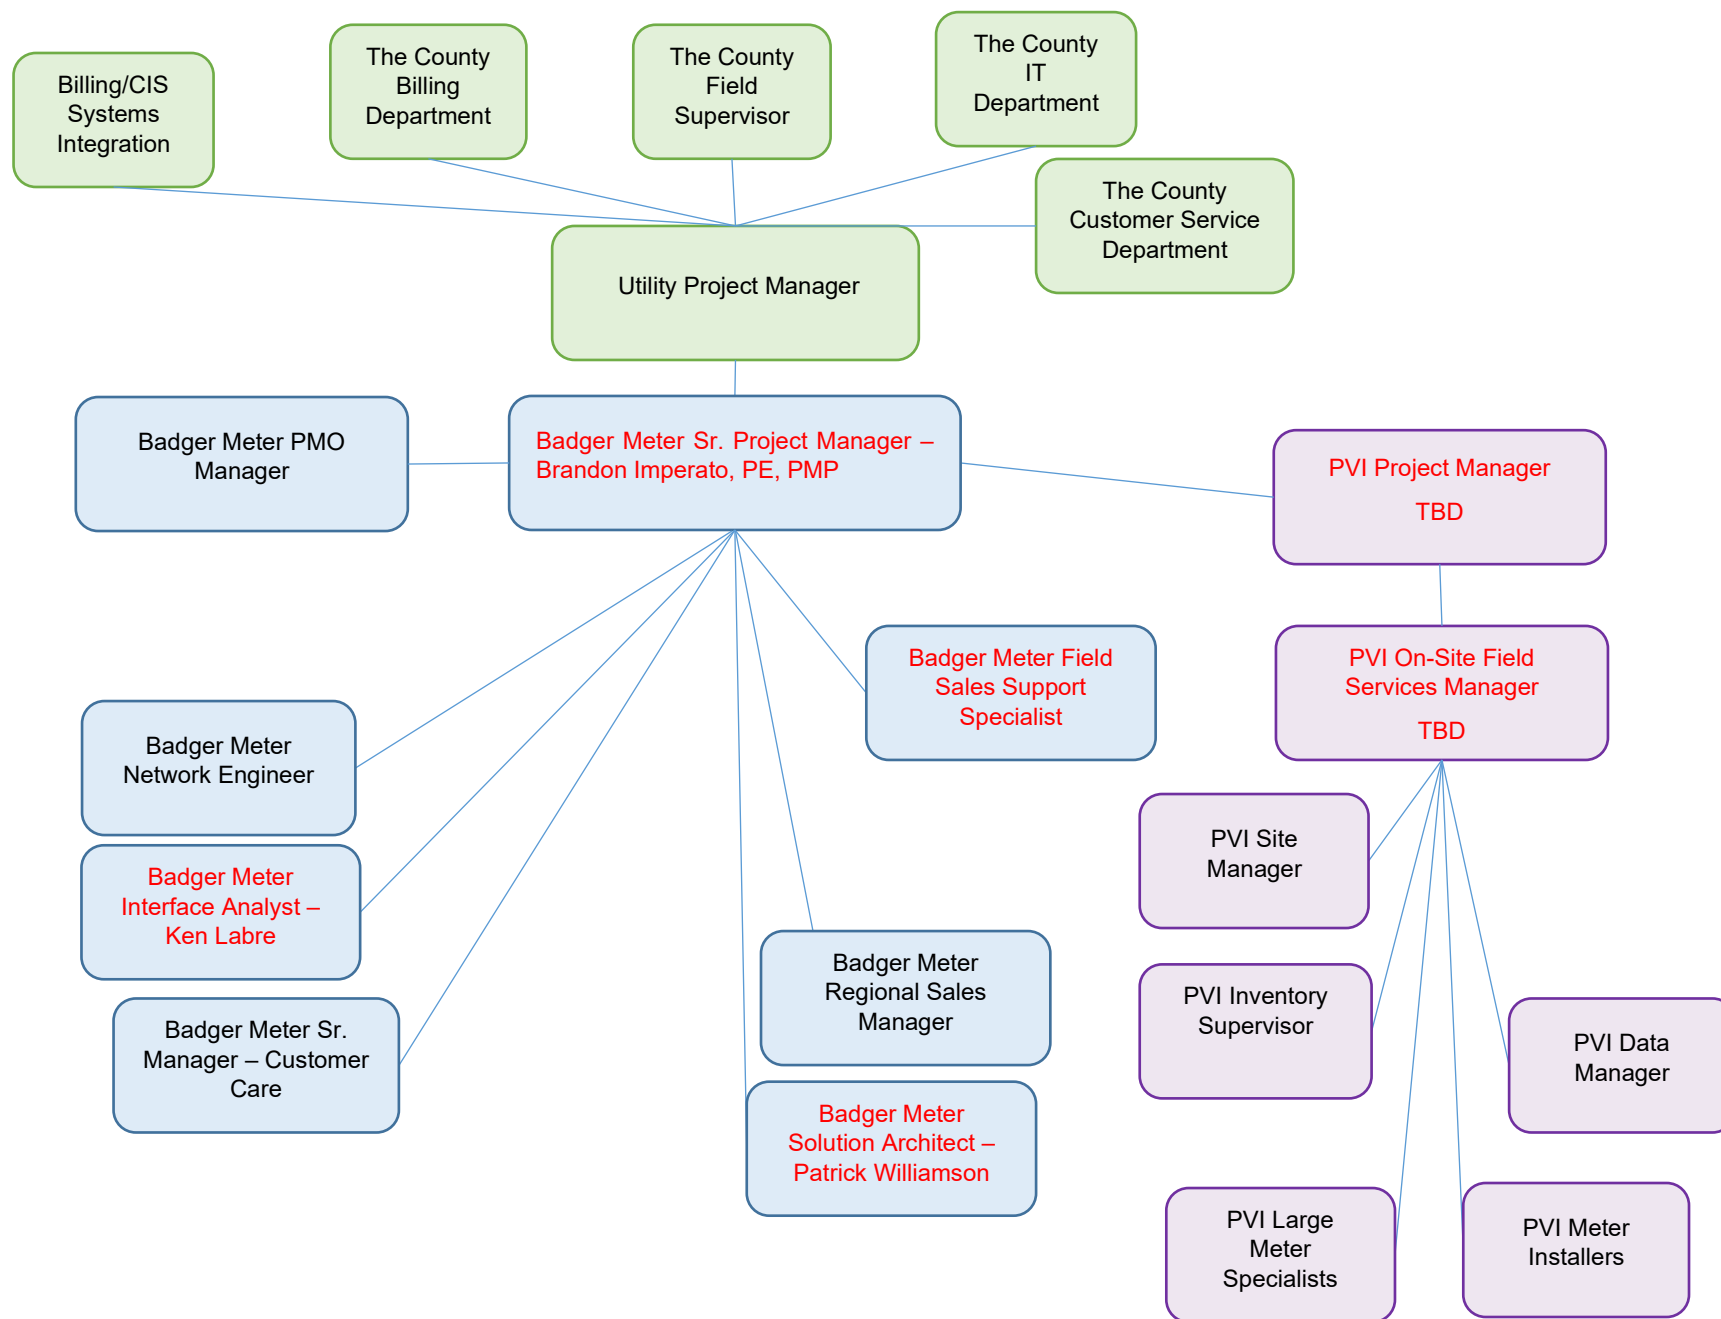 Billing/CIS
Systems
Integration
The County
Billing
Department
The County
Field
Supervisor
The County
IT
Department
The County
Customer Service
Department
Utility Project Manager
Badger Meter PMO
Manager
Badger Meter Sr. Project Manager –
Brandon Imperato, PE, PMP
PVI Project Manager
TBD
Badger Meter Field
Sales Support
Specialist
PVI On-Site Field
Services Manager
TBD
Badger Meter
Network Engineer
Badger Meter
Interface Analyst –
Ken Labre
Badger Meter Sr.
Manager – Customer
Care
Badger Meter
Regional Sales
Manager
Badger Meter
Solution Architect –
Patrick Williamson
PVI Site
Manager
PVI Inventory
Supervisor
PVI Data
Manager
PVI Large
Meter
Specialists
PVI Meter
Installers